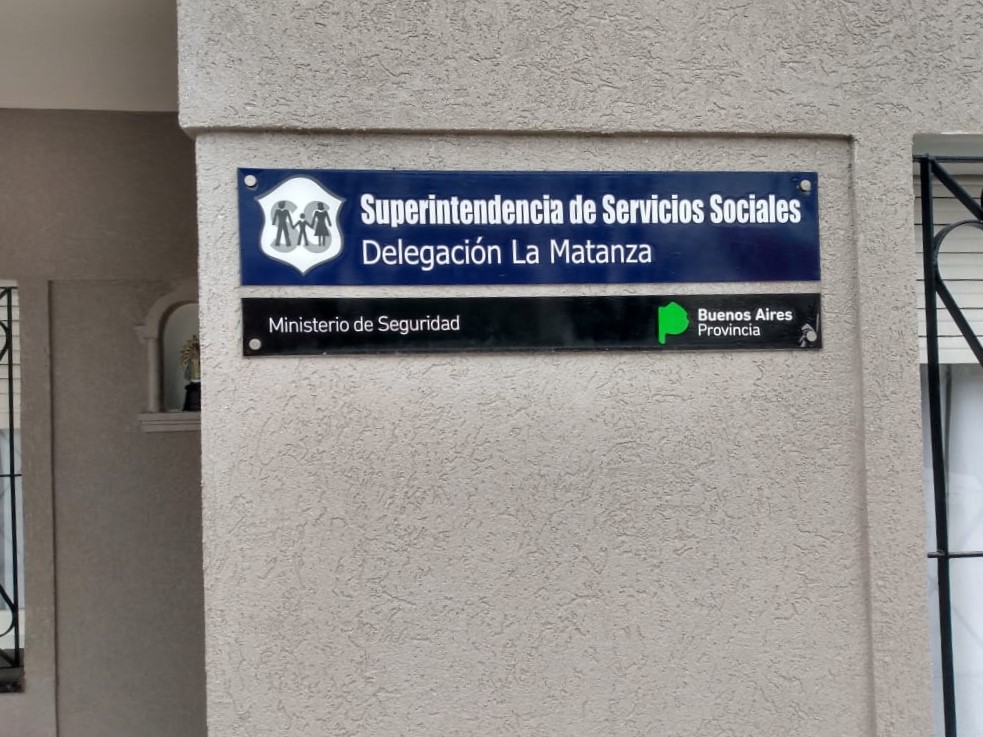 Superintendencia de Servicios Sociales
Delegación La Matanza
Ministerio de Seguridad
Buenos Aires
Provincia